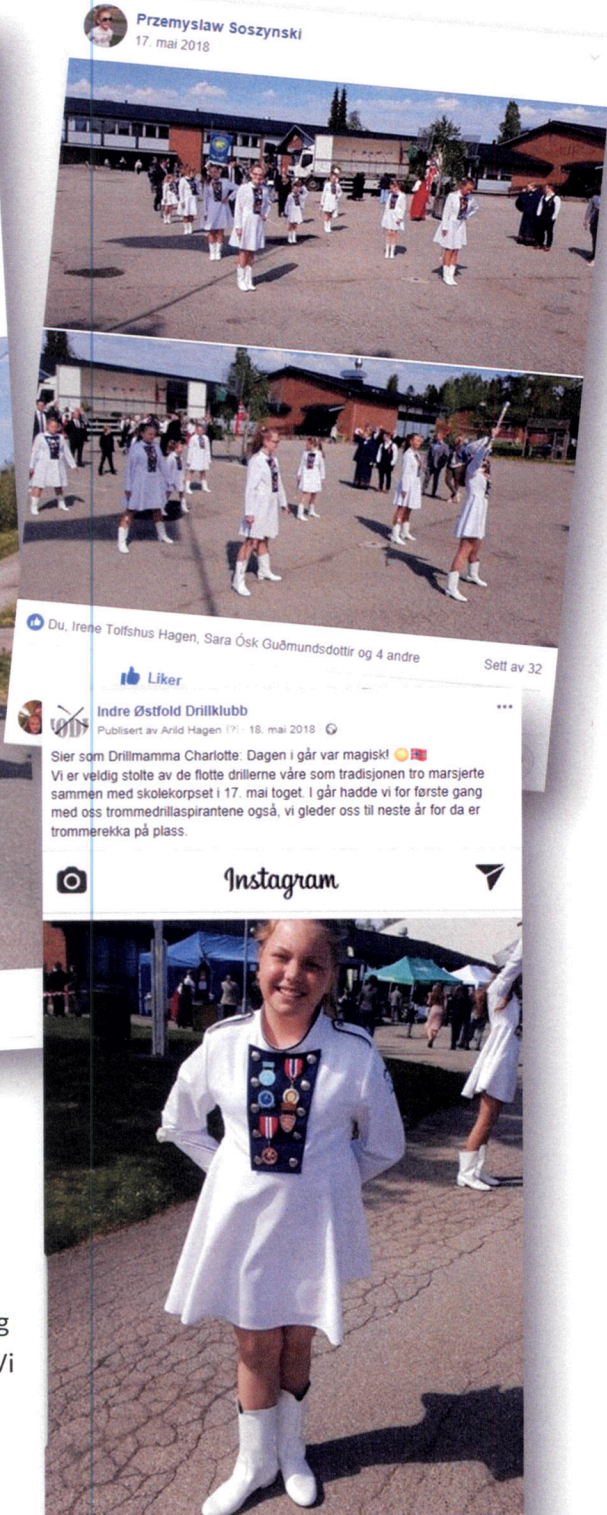 Przemyslaw Soszynski
17. mai 2018
Du, Irene Tolfshus Hagen, Sara Ósk Guðmundsdottir og 4 andre
Sett av 32
Liker
Indre Østfold Drillklubb
Publisert av Arild Hagen [?] · 18. mai 2018 ·
Sier som Drillmamma Charlotte: Dagen i går var magisk!
Vi er veldig stolte av de flotte drillerne våre som tradisjonen tro marsjerte
sammen med skolekorpset i 17. mai toget. I går hadde vi for første gang
med oss trommedrillaspirantene også, vi gleder oss til neste år for da er
trommerekka på plass.
Instagram
g
Vi